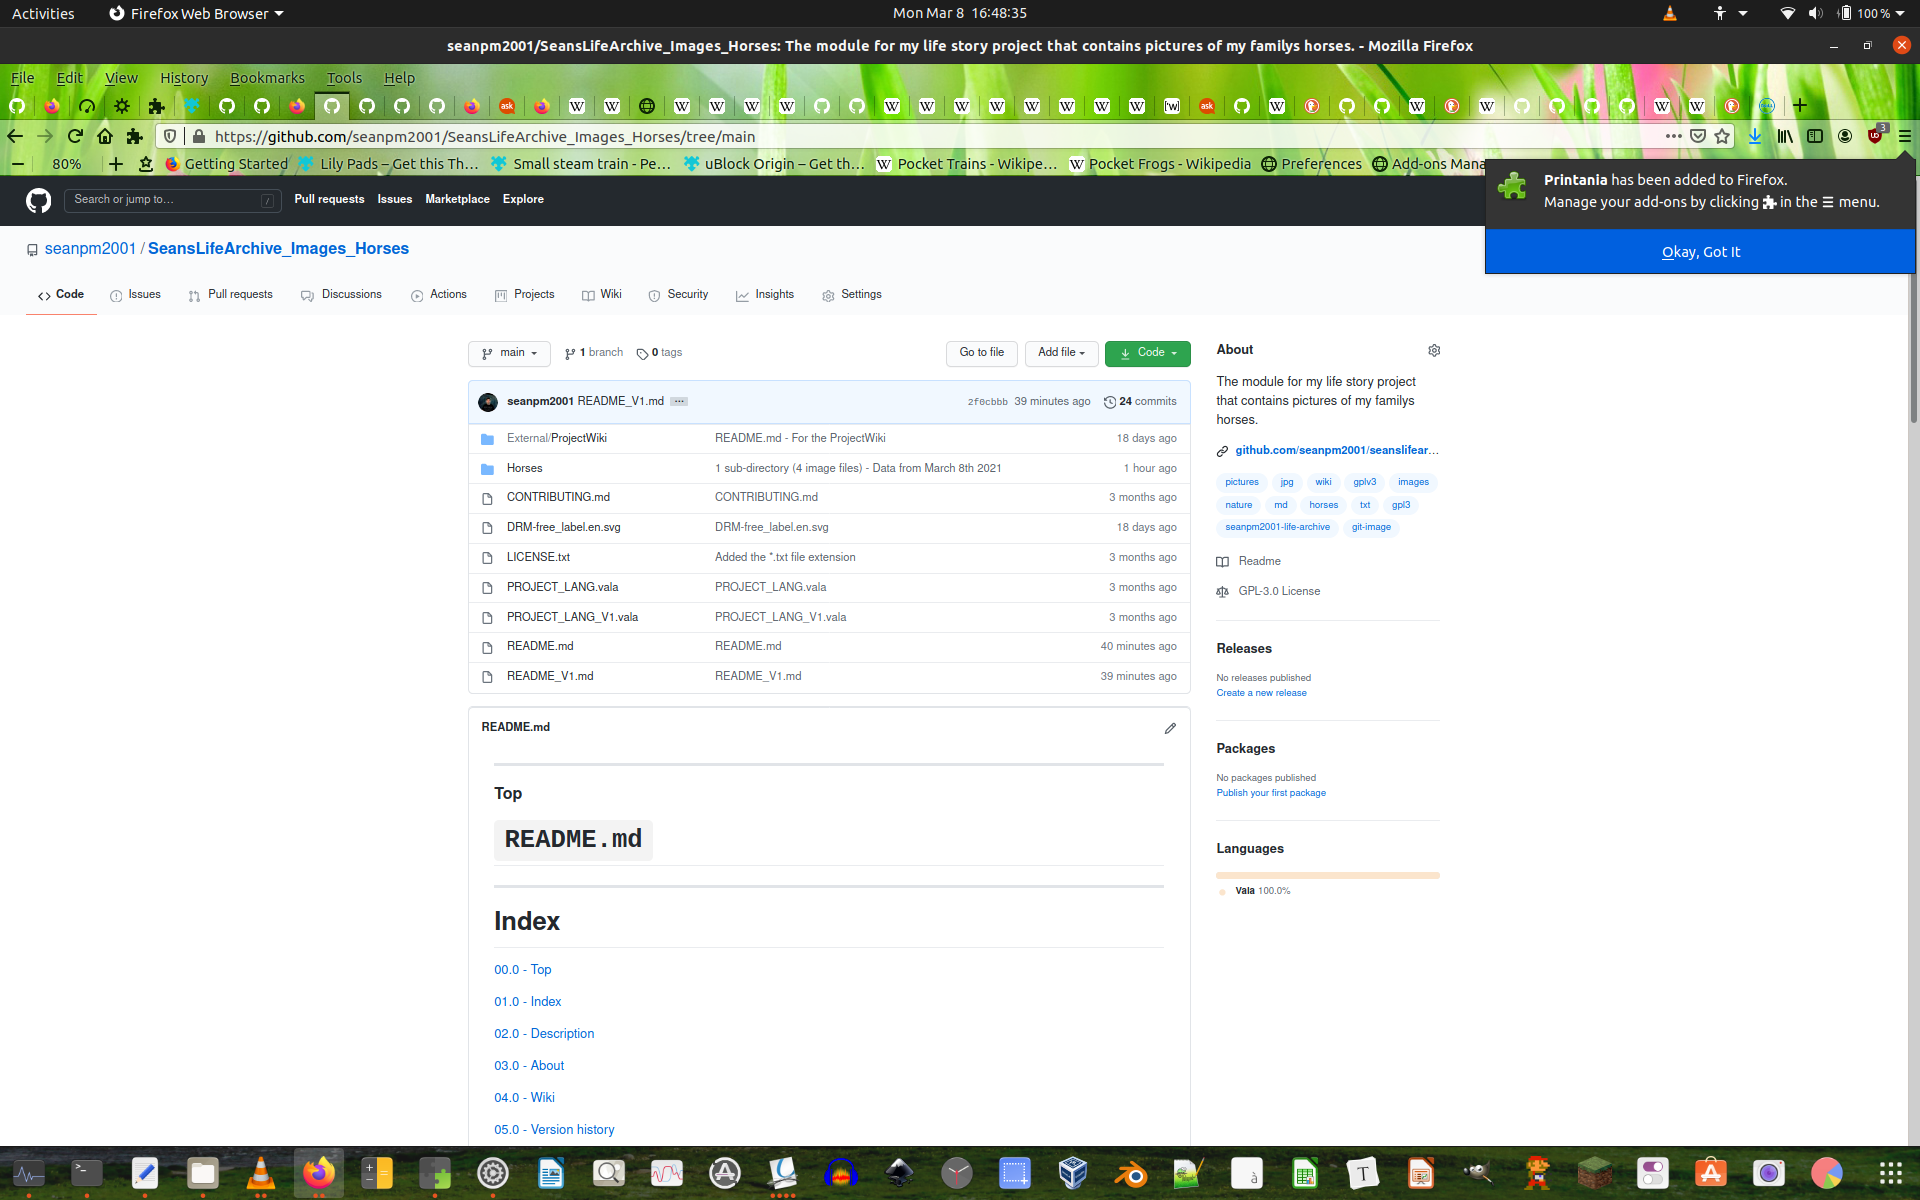 Activities Firefox Web Browser Mon Mar 8 16:48:35 100 %
seanpm2001/SeansLifeArchive_Images_Horses: The module for my life story project that contains pictures of my familys horses. - Mozilla Firefox
File Edit View History Bookmarks Tools Help
https://github.com/seanpm2001/SeansLifeArchive_Images_Horses/tree/main 3
80% Getting Started Lily Pads – Get this Th… Small steam train - Pe… uBlock Origin – Get th… Pocket Trains - Wikipe… Pocket Frogs - Wikipedia Preferences Add-ons Mana
Printania has been added to Firefox.
Manage your add-ons by clicking in the ☰ menu.
Okay, Got It
Search or jump to… / Pull requests Issues Marketplace Explore
seanpm2001 / SeansLifeArchive_Images_Horses
Code Issues Pull requests Discussions Actions Projects Wiki Security Insights Settings
main 1 branch 0 tags Go to file Add file Code
seanpm2001 README_V1.md ... 2f0cbbb 39 minutes ago 24 commits
External/ProjectWiki README.md - For the ProjectWiki 18 days ago
Horses 1 sub-directory (4 image files) - Data from March 8th 2021 1 hour ago
CONTRIBUTING.md CONTRIBUTING.md 3 months ago
DRM-free_label.en.svg DRM-free_label.en.svg 18 days ago
LICENSE.txt Added the *.txt file extension 3 months ago
PROJECT_LANG.vala PROJECT_LANG.vala 3 months ago
PROJECT_LANG_V1.vala PROJECT_LANG_V1.vala 3 months ago
README.md README.md 40 minutes ago
README_V1.md README_V1.md 39 minutes ago
README.md
Top
README.md
Index
00.0 - Top
01.0 - Index
02.0 - Description
03.0 - About
04.0 - Wiki
05.0 - Version history
About
The module for my life story project
that contains pictures of my familys
horses.
github.com/seanpm2001/seanslifear…
pictures jpg wiki gplv3 images
nature md horses txt gpl3
seanpm2001-life-archive git-image
Readme
GPL-3.0 License
Releases
No releases published
Create a new release
Packages
No packages published
Publish your first package
Languages
Vala 100.0%